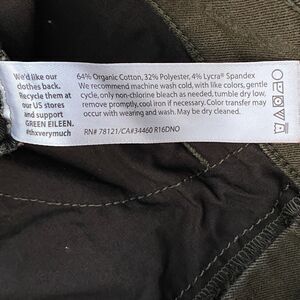 We'd like our
clothes back.
Recycle them at
our US stores
and support
GREEN EILEEN.
#thxverymuch
64% Organic Cotton, 32% Polyester, 4% Lycra® Spandex
We recommend machine wash cold, with like colors, gentle
cycle, only non-chlorine bleach as needed, tumble dry low,
remove promptly, cool iron if necessary. Color transfer may
occur with wearing and washing. May be dry cleaned.
RN# 78121/CA#34460 R16DNO